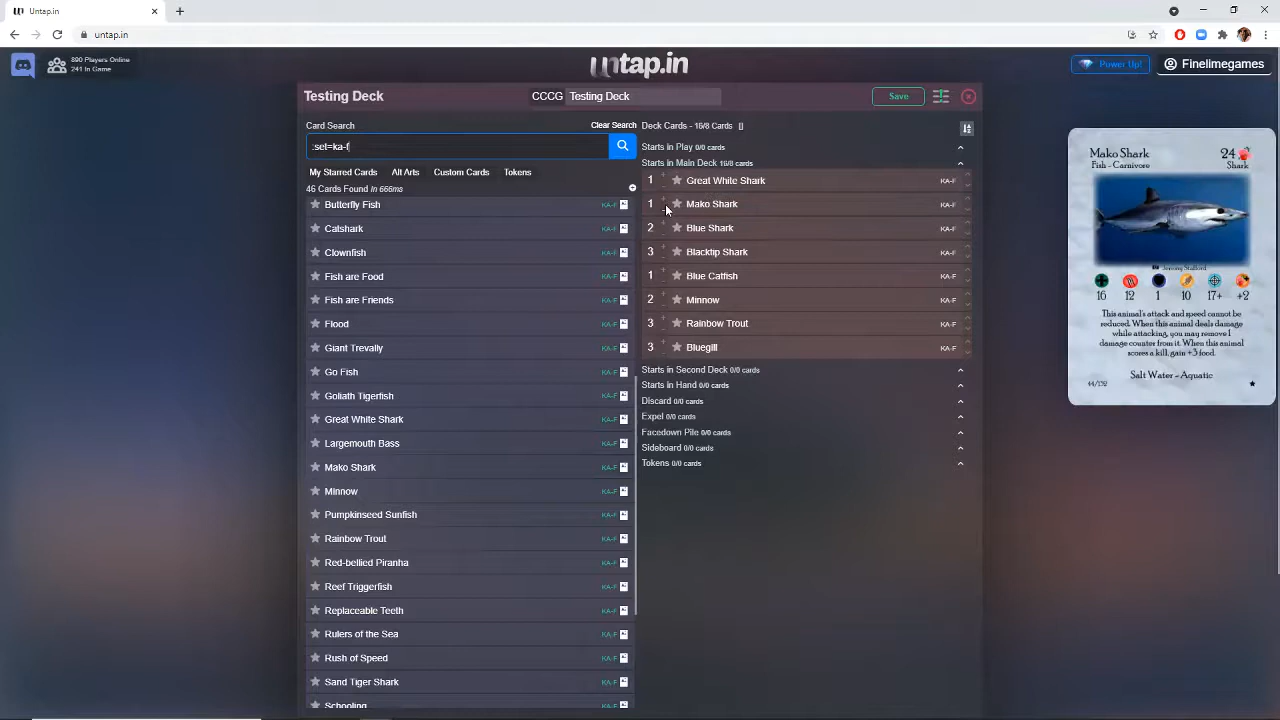 Untap.in
untap.in
890 Players Online
241 In Game
untap.in
Power Up!
Finelimegames
Testing Deck
CCCG
Testing Deck
Save
Card Search
Clear Search
:set=ka-f
My Starred Cards
Alt Arts
Custom Cards
Tokens
46 Cards Found in 666ms
Butterfly Fish KA-F
Catshark KA-F
Clownfish KA-F
Fish are Food KA-F
Fish are Friends KA-F
Flood KA-F
Giant Trevally KA-F
Go Fish KA-F
Goliath Tigerfish KA-F
Great White Shark KA-F
Largemouth Bass KA-F
Mako Shark KA-F
Minnow KA-F
Pumpkinseed Sunfish KA-F
Rainbow Trout KA-F
Red-bellied Piranha KA-F
Reef Triggerfish KA-F
Replaceable Teeth KA-F
Rulers of the Sea KA-F
Rush of Speed KA-F
Sand Tiger Shark KA-F
Schooling KA-F
Deck Cards - 16/8 Cards []
Starts in Play 0/0 cards
Starts in Main Deck 16/8 cards
1 Great White Shark KA-F
1 Mako Shark KA-F
2 Blue Shark KA-F
3 Blacktip Shark KA-F
1 Blue Catfish KA-F
2 Minnow KA-F
3 Rainbow Trout KA-F
3 Bluegill KA-F
Starts in Second Deck 0/0 cards
Starts in Hand 0/0 cards
Discard 0/0 cards
Expel 0/0 cards
Facedown Pile 0/0 cards
Sideboard 0/0 cards
Tokens 0/0 cards
Mako Shark 24
Fish - Carnivore Shark
Jeremy Stafford
16 12 1 10 17+ +2
This animal's attack and speed cannot be
reduced. When this animal deals damage
while attacking, you may remove 1
damage counter from it. When this animal
scores a kill, gain +3 food.
Salt Water - Aquatic